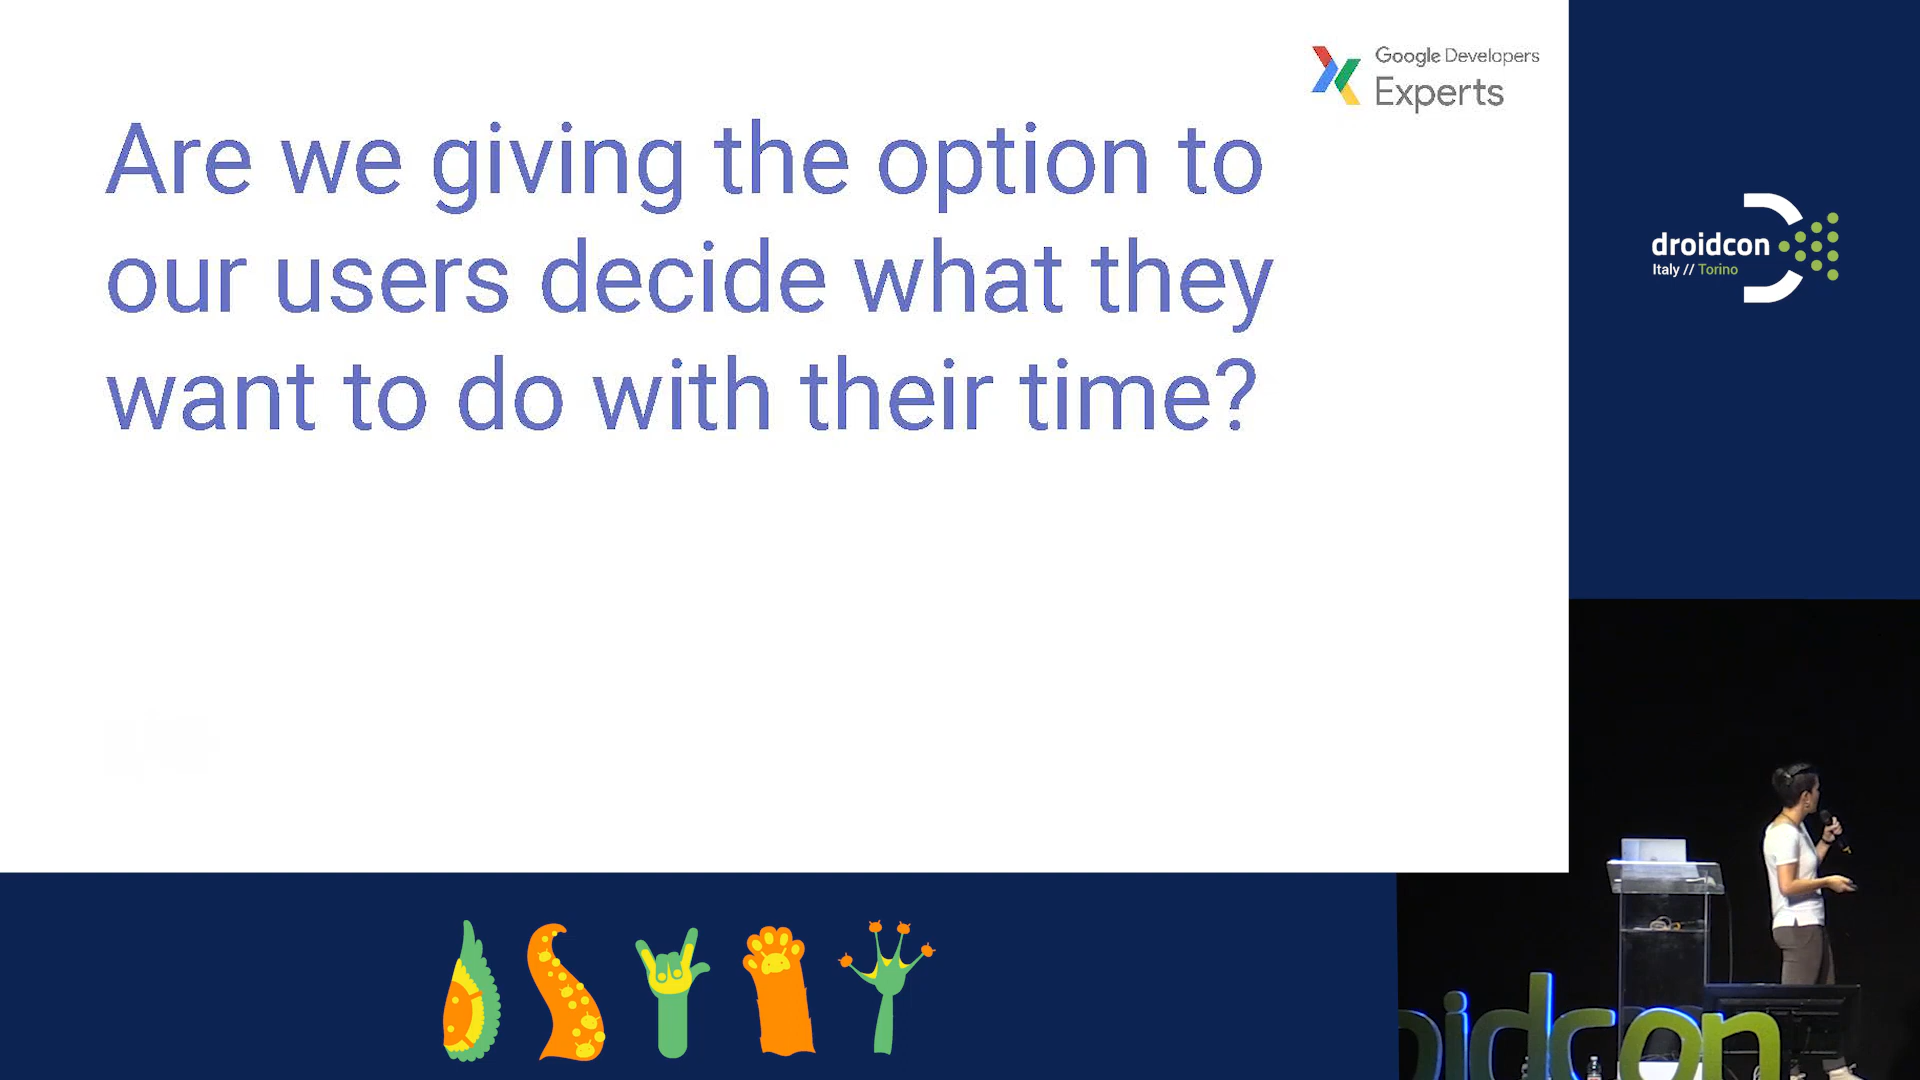 Google Developers
Experts
Are we giving the option to
our users decide what they
want to do with their time?
droidcon
Italy // Torino
oidcon